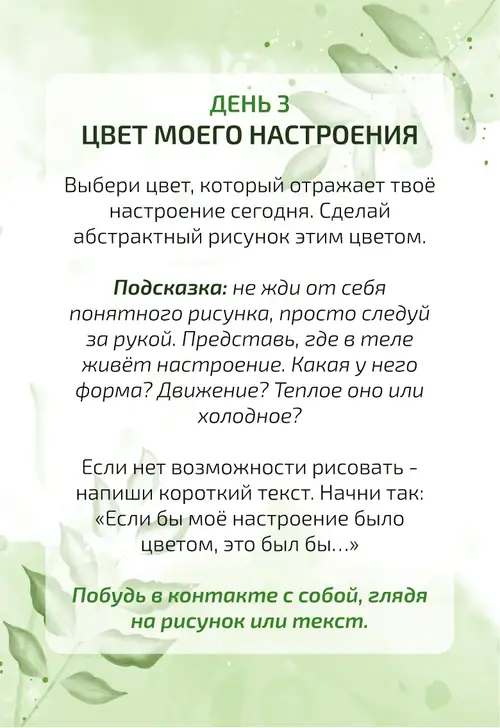 ДЕНЬ 3
ЦВЕТ МОЕГО НАСТРОЕНИЯ
Выбери цвет, который отражает твоё
настроение сегодня. Сделай
абстрактный рисунок этим цветом.
Подсказка: не жди от себя
понятного рисунка, просто следуй
за рукой. Представь, где в теле
живёт настроение. Какая у него
форма? Движение? Теплое оно или
холодное?
Если нет возможности рисовать -
напиши короткий текст. Начни так:
«Если бы моё настроение было
цветом, это был бы...»
Побудь в контакте с собой, глядя
на рисунок или текст.